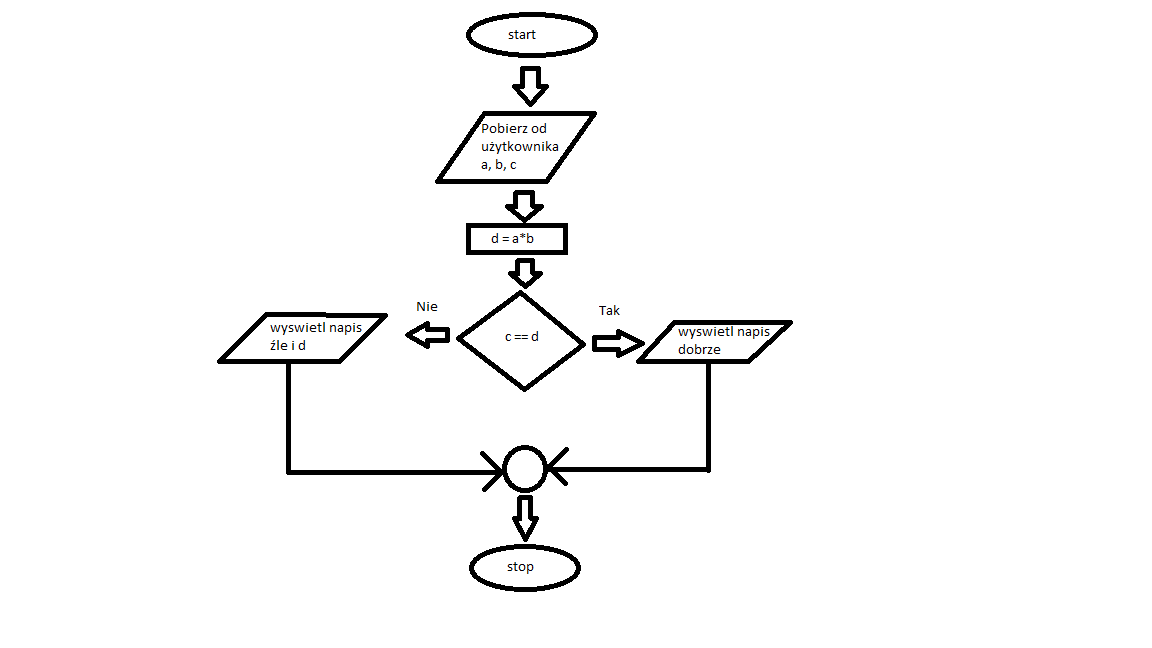 start
Pobierz od
użytkownika
a, b, c
d = a*b
Nie
Tak
c == d
wyswietl napis
źle i d
wyswietl napis
dobrze
stop